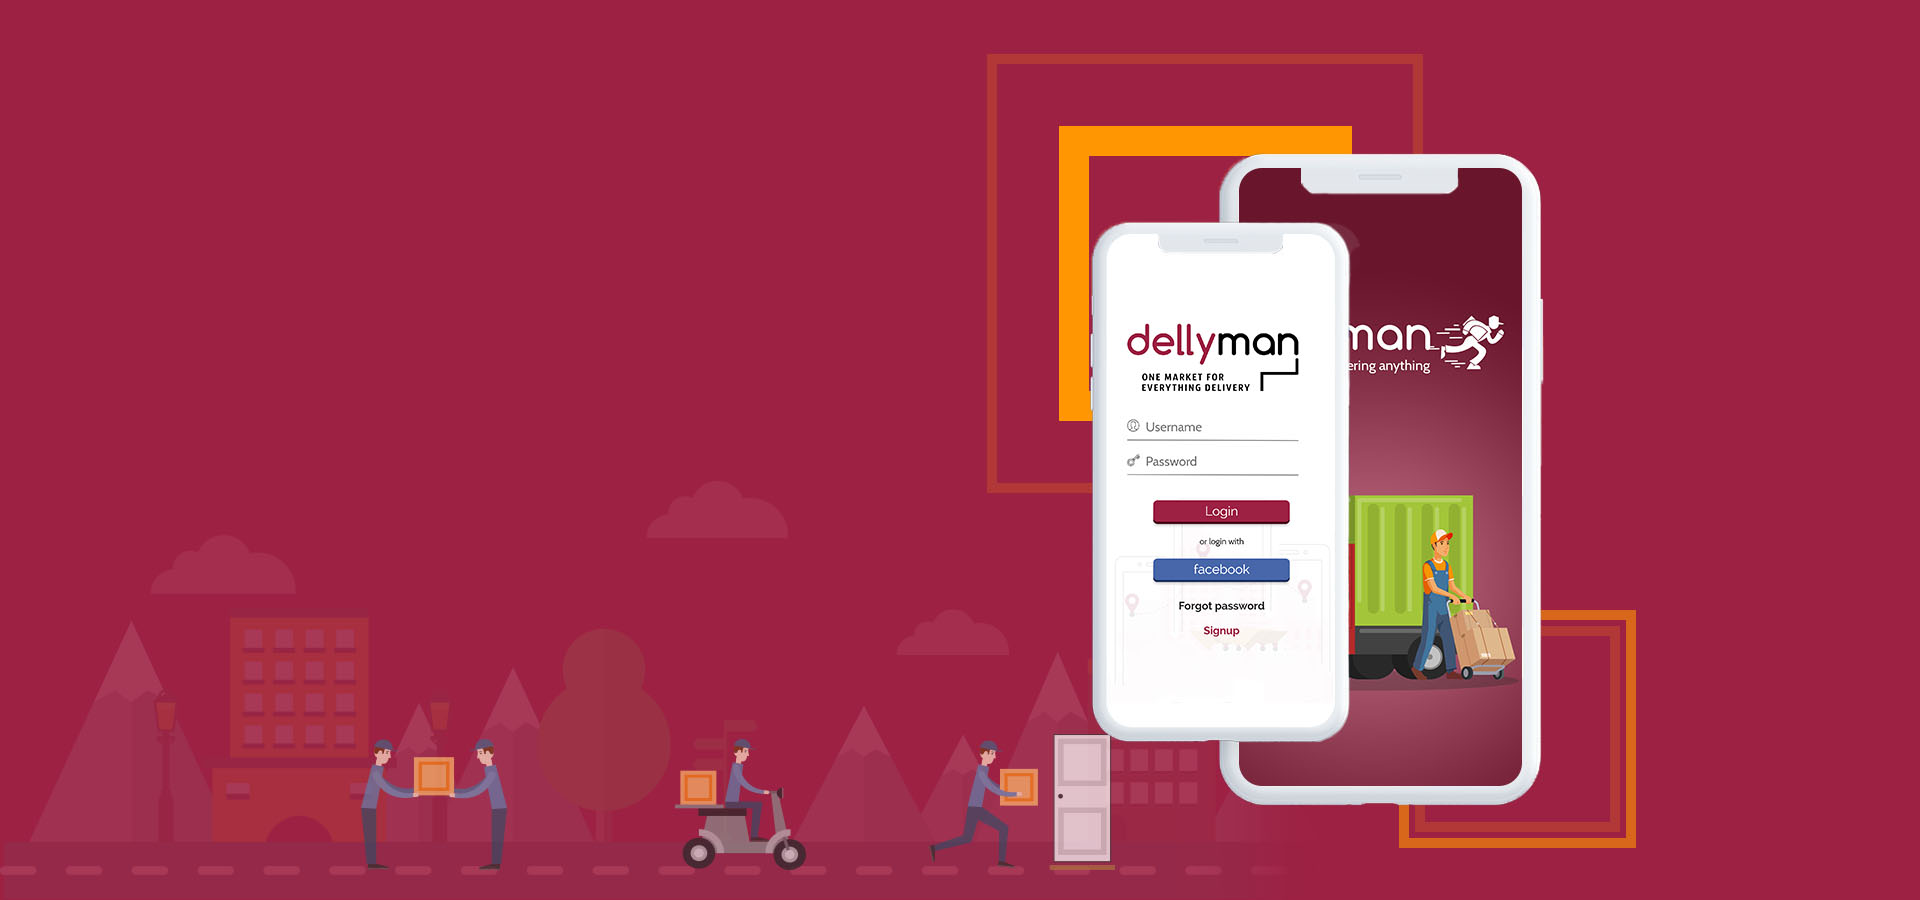 dellyman
ONE MARKET FOR
EVERYTHING DELIVERY
Username
Password
Login
or login with
facebook
Forgot password
Signup
man
ering anything